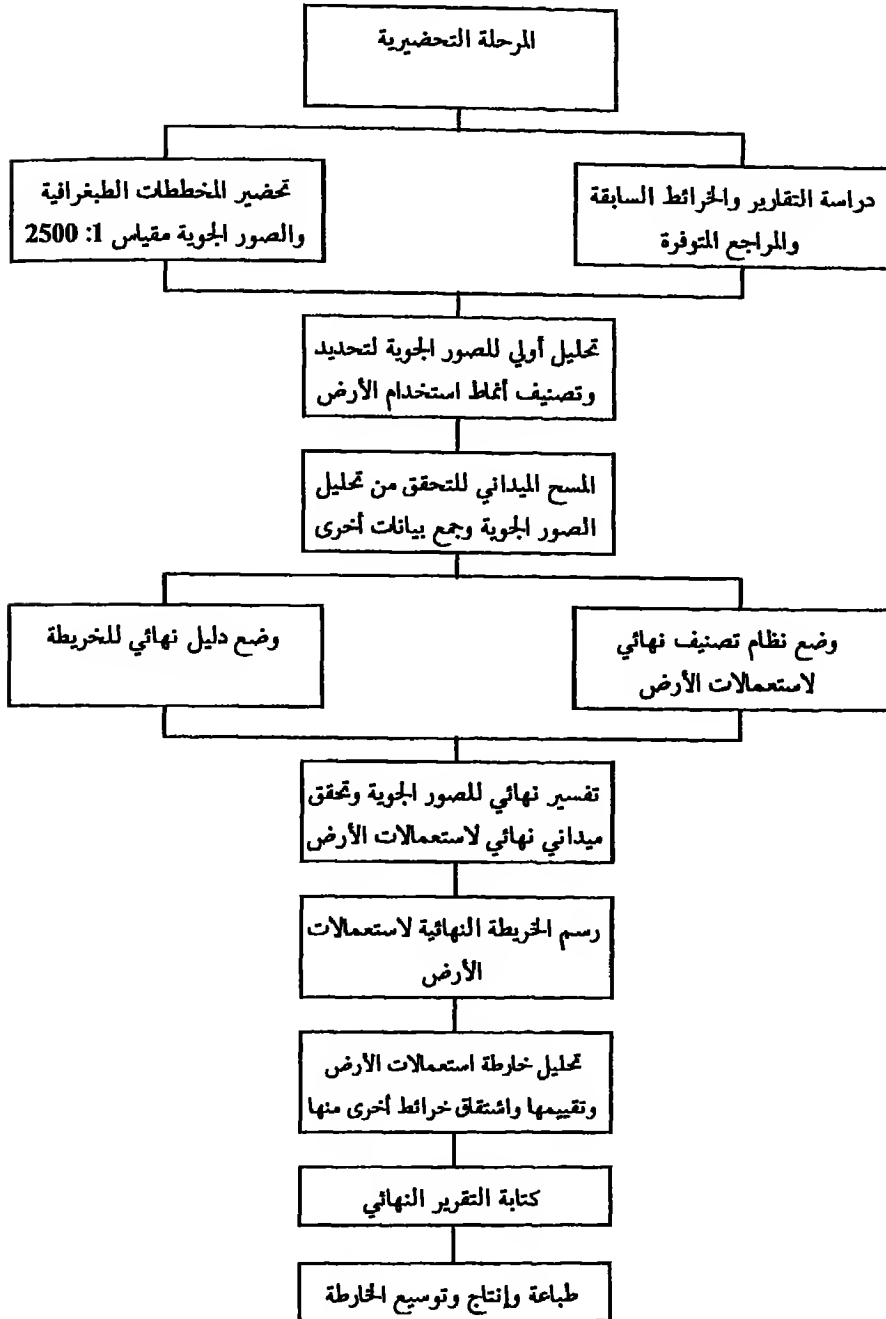 المرحلة التحضيرية
دراسة التقارير والخرائط السابقة
والمراجع المتوفرة
تحضير المخططات الطبغرافية
والصور الجوية مقياس 1: 2500
تحليل أولي للصور الجوية لتحديد
وتصنيف أنماط استخدام الأرض
المسح الميداني للتحقق من تحليل
الصور الجوية وجمع بيانات أخرى
وضع نظام تصنيف نهائي
لاستعمالات الأرض
وضع دليل نهائي للخريطة
تفسير نهائي للصور الجوية وتحقق
ميداني نهائي لاستعمالات الأرض
رسم الخريطة النهائية لاستعمالات
الأرض
تحليل خارطة استعمالات الأرض
وتقييمها واشتقاق خرائط أخرى منها
كتابة التقرير النهائي
طباعة وإنتاج وتوسيع الخارطة